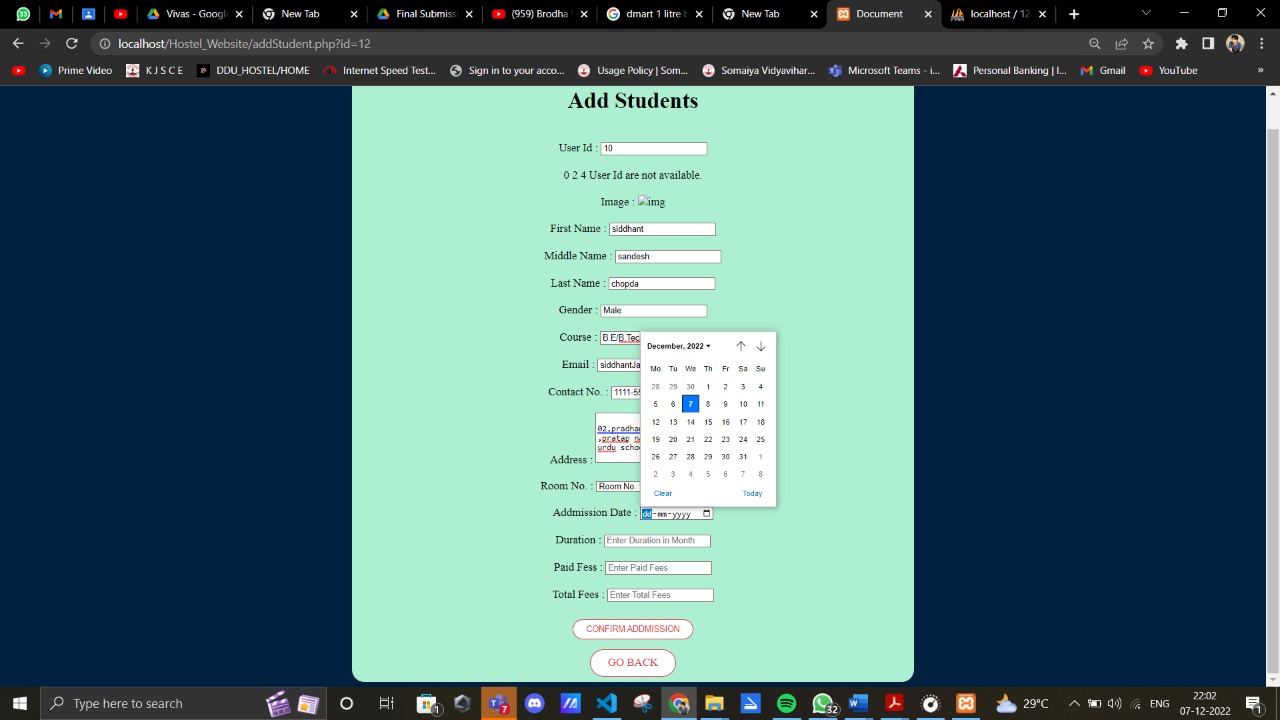 Vivas - Google
New Tab
Final Submiss
(959) Brodha V
dmart 1 litre b
New Tab
Document
localhost / 12
localhost/Hostel_Website/addStudent.php?id=12
Prime Video
K J S C E
DDU_HOSTEL/HOME
Internet Speed Test...
Sign in to your acco...
Usage Policy | Som...
Somaiya Vidyavihar...
Microsoft Teams - i...
Personal Banking | I...
Gmail
YouTube
»
Add Students
User Id : 10
0 2 4 User Id are not available.
Image : img
First Name : siddhant
Middle Name : sandesh
Last Name : chopda
Gender : Male
Course : B.E/B.Tec
Email : siddhantJa
Contact No. : 1111-55
02,pradhan
,pratap n
urdu scho
Address :
Room No. : Room No.
December, 2022
Mo Tu We Th Fr Sa Su
28 29 30 1 2 3 4
5 6 7 8 9 10 11
12 13 14 15 16 17 18
19 20 21 22 23 24 25
26 27 28 29 30 31 1
2 3 4 5 6 7 8
Clear Today
Addmission Date : dd-mm-yyyy
Duration : Enter Duration in Month
Paid Fess : Enter Paid Fees
Total Fees : Enter Total Fees
CONFIRM ADDMISSION
GO BACK
Type here to search
1
7
32
29°C
ENG
22:02
07-12-2022
1